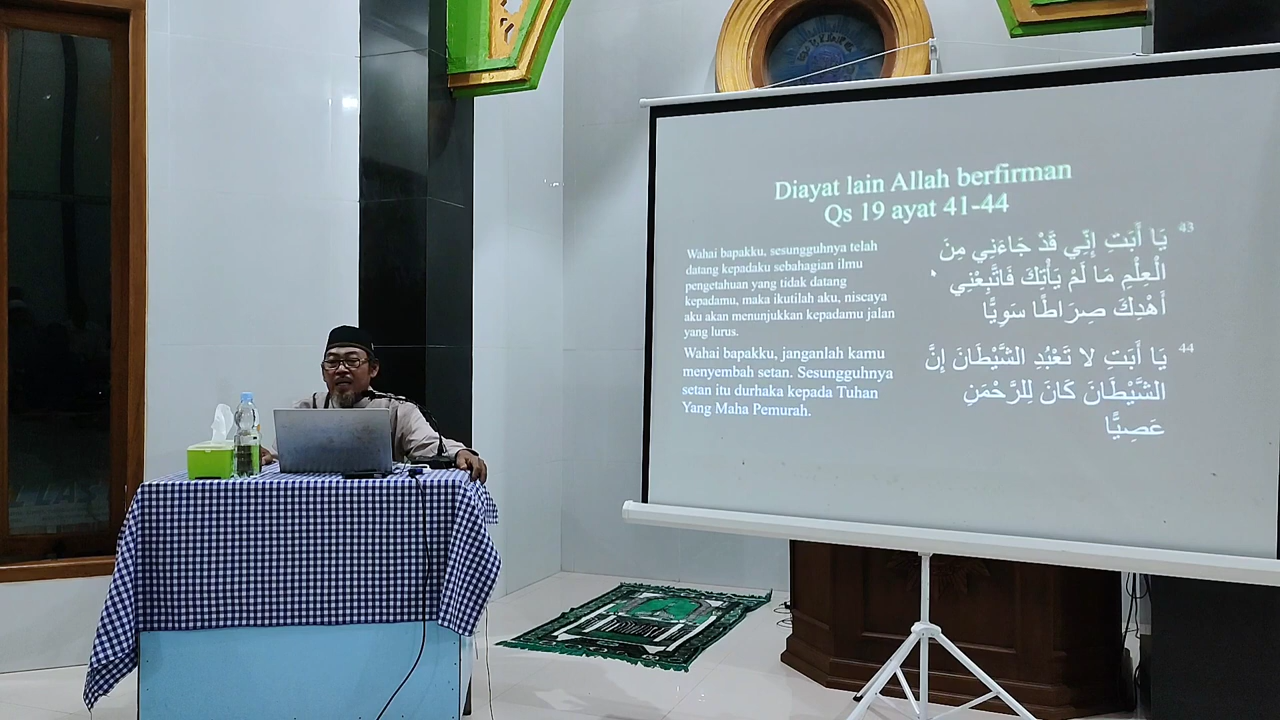 Diayat lain Allah berfirman
Qs 19 ayat 41-44
Wahai bapakku, sesungguhnya telah
datang kepadaku sebahagian ilmu
pengetahuan yang tidak datang
kepadamu, maka ikutilah aku, niscaya
aku akan menunjukkan kepadamu jalan
yang lurus.
Wahai bapakku, janganlah kamu
menyembah setan. Sesungguhnya
setan itu durhaka kepada Tuhan
Yang Maha Pemurah.
43 يَا أَبَتِ إِنِّي قَدْ جَاءَنِي مِنَ
الْعِلْمِ مَا لَمْ يَأْتِكَ فَاتَّبِعْنِي
أَهْدِكَ صِرَاطًا سَوِيًّا
44 يَا أَبَتِ لا تَعْبُدِ الشَّيْطَانَ إِنَّ
الشَّيْطَانَ كَانَ لِلرَّحْمَنِ
عَصِيًّا